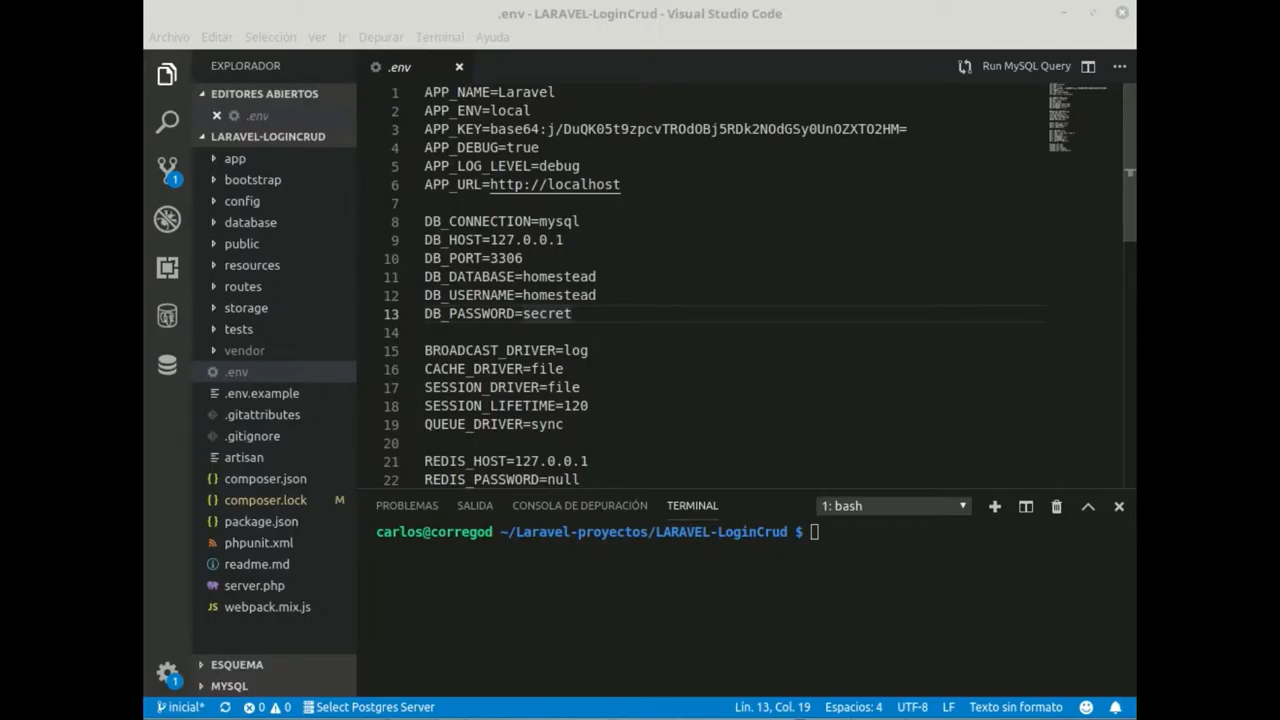 .env - LARAVEL-LoginCrud - Visual Studio Code
Archivo Editar Selección Ver Ir Depurar Terminal Ayuda
EXPLORADOR
EDITORES ABIERTOS
.env
LARAVEL-LOGINCRUD
app
bootstrap
config
database
public
resources
routes
storage
tests
vendor
.env
.env.example
.gitattributes
.gitignore
artisan
composer.json
composer.lock M
package.json
phpunit.xml
readme.md
server.php
JS webpack.mix.js
ESQUEMA
MYSQL
1
1
.env
Run MySQL Query
1 APP_NAME=Laravel
2 APP_ENV=local
3 APP_KEY=base64:j/DuQK05t9zpcvTROdOBj5RDk2NOdGSy0UnOZXTO2HM=
4 APP_DEBUG=true
5 APP_LOG_LEVEL=debug
6 APP_URL=http://localhost
7
8 DB_CONNECTION=mysql
9 DB_HOST=127.0.0.1
10 DB_PORT=3306
11 DB_DATABASE=homestead
12 DB_USERNAME=homestead
13 DB_PASSWORD=secret
14
15 BROADCAST_DRIVER=log
16 CACHE_DRIVER=file
17 SESSION_DRIVER=file
18 SESSION_LIFETIME=120
19 QUEUE_DRIVER=sync
20
21 REDIS_HOST=127.0.0.1
22 REDIS_PASSWORD=null
PROBLEMAS SALIDA CONSOLA DE DEPURACIÓN TERMINAL 1: bash
carlos@corregod ~/Laravel-proyectos/LARAVEL-LoginCrud $
inicial* 0 0 Select Postgres Server Lín. 13, Col. 19 Espacios: 4 UTF-8 LF Texto sin formato